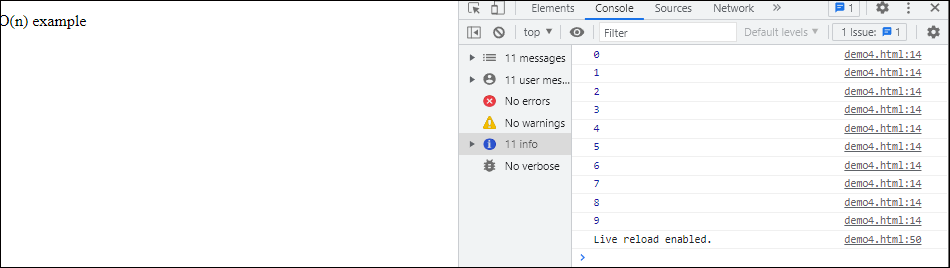 O(n) example
Elements Console Sources Network » 1
top ▼ Filter Default levels ▼ 1 Issue: 1
11 messages
11 user mes...
No errors
No warnings
11 info
No verbose
0 demo4.html:14
1 demo4.html:14
2 demo4.html:14
3 demo4.html:14
4 demo4.html:14
5 demo4.html:14
6 demo4.html:14
7 demo4.html:14
8 demo4.html:14
9 demo4.html:14
Live reload enabled. demo4.html:50
>